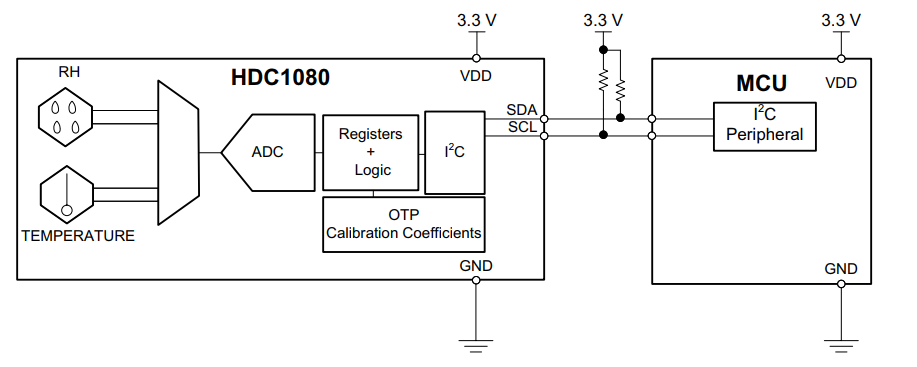 3.3 V
3.3 V
3.3 V
RH
HDC1080
VDD
MCU
VDD
SDA
SCL
I²C
Peripheral
ADC
Registers
+
Logic
I²C
OTP
Calibration Coefficients
TEMPERATURE
GND
GND